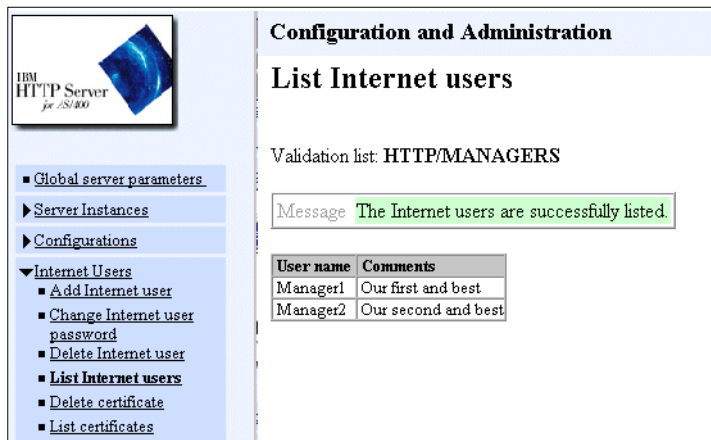 IBM
HTTP Server
for AS/400
Global server parameters
Server Instances
Configurations
Internet Users
Add Internet user
Change Internet user
password
Delete Internet user
List Internet users
Delete certificate
List certificates
Configuration and Administration
List Internet users
Validation list: HTTP/MANAGERS
Message The Internet users are successfully listed.
User name Comments
Manager1 Our first and best
Manager2 Our second and best